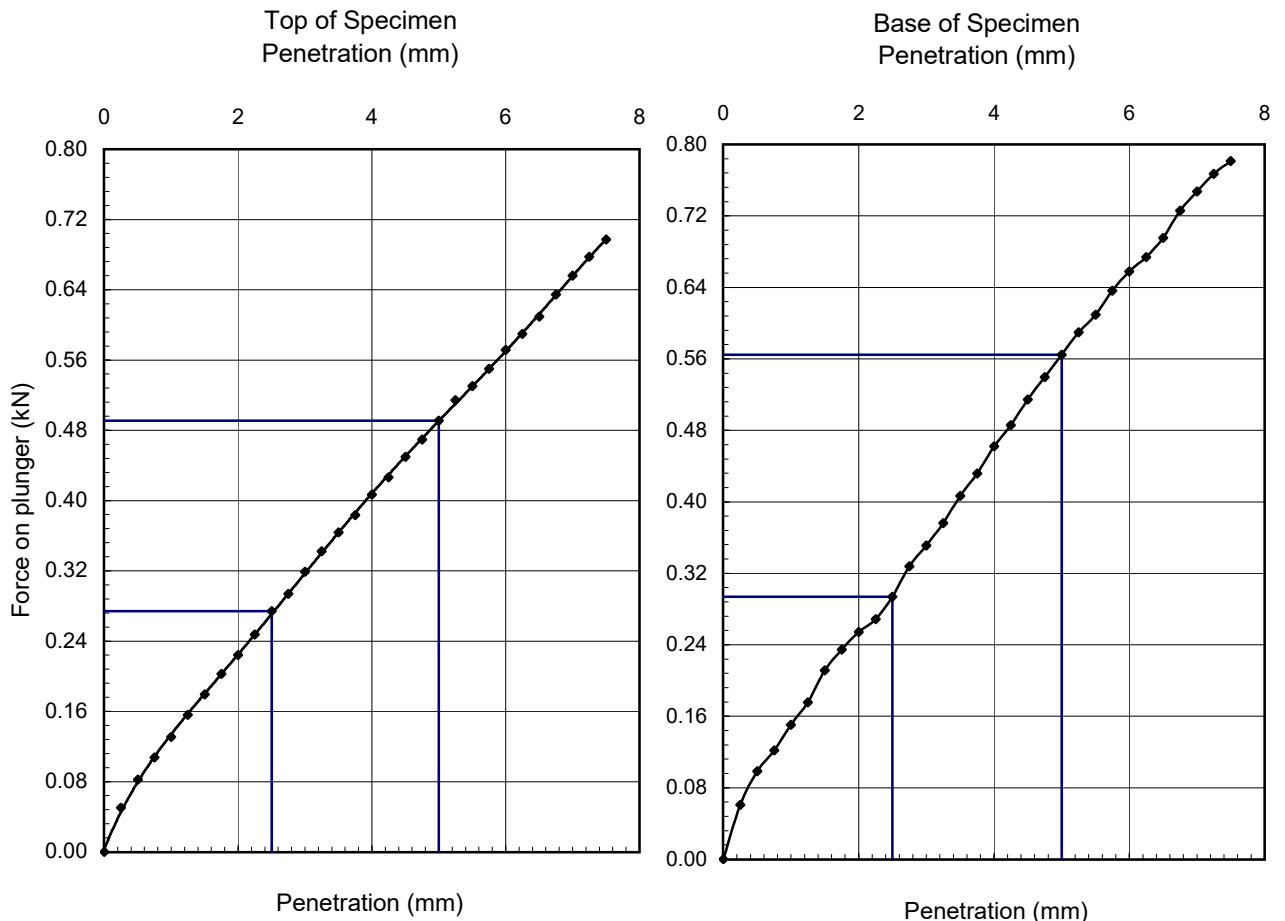 Top of Specimen
Penetration (mm)
0 2 4 6 8
0.80
0.72
0.64
0.56
0.48
0.40
0.32
0.24
0.16
0.08
0.00
Force on plunger (kN)
Penetration (mm)
Base of Specimen
Penetration (mm)
0 2 4 6 8
0.80
0.72
0.64
0.56
0.48
0.40
0.32
0.24
0.16
0.08
0.00
Penetration (mm)